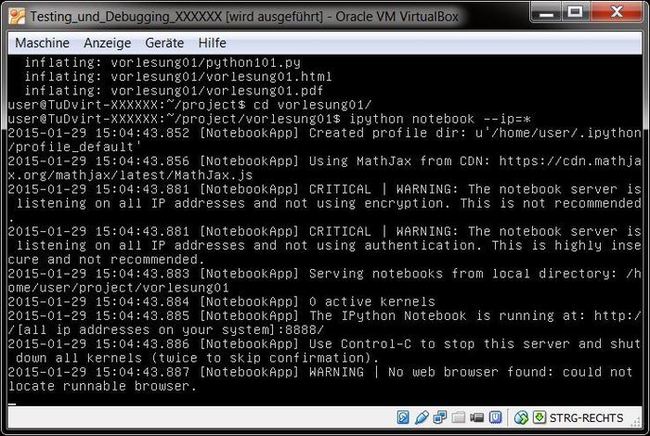 Testing_und_Debugging_XXXXXX [wird ausgeführt] - Oracle VM VirtualBox
Maschine Anzeige Geräte Hilfe
inflating: vorlesung01/python101.py
inflating: vorlesung01/vorlesung01.html
inflating: vorlesung01/vorlesung01.pdf
user@TuDvirt-XXXXXX:~/project$ cd vorlesung01/
user@TuDvirt-XXXXXX:~/project/vorlesung01$ ipython notebook --ip=*
2015-01-29 15:04:43.852 [NotebookApp] Created profile dir: u'/home/user/.ipython
/profile_default'
2015-01-29 15:04:43.856 [NotebookApp] Using MathJax from CDN: https://cdn.mathja
x.org/mathjax/latest/MathJax.js
2015-01-29 15:04:43.881 [NotebookApp] CRITICAL | WARNING: The notebook server is
listening on all IP addresses and not using encryption. This is not recommended
.
2015-01-29 15:04:43.881 [NotebookApp] CRITICAL | WARNING: The notebook server is
listening on all IP addresses and not using authentication. This is highly inse
cure and not recommended.
2015-01-29 15:04:43.883 [NotebookApp] Serving notebooks from local directory: /h
ome/user/project/vorlesung01
2015-01-29 15:04:43.884 [NotebookApp] 0 active kernels
2015-01-29 15:04:43.885 [NotebookApp] The IPython Notebook is running at: http:/
/[all ip addresses on your system]:8888/
2015-01-29 15:04:43.886 [NotebookApp] Use Control-C to stop this server and shut
down all kernels (twice to skip confirmation).
2015-01-29 15:04:43.887 [NotebookApp] WARNING | No web browser found: could not
locate runnable browser.
STRG-RECHTS